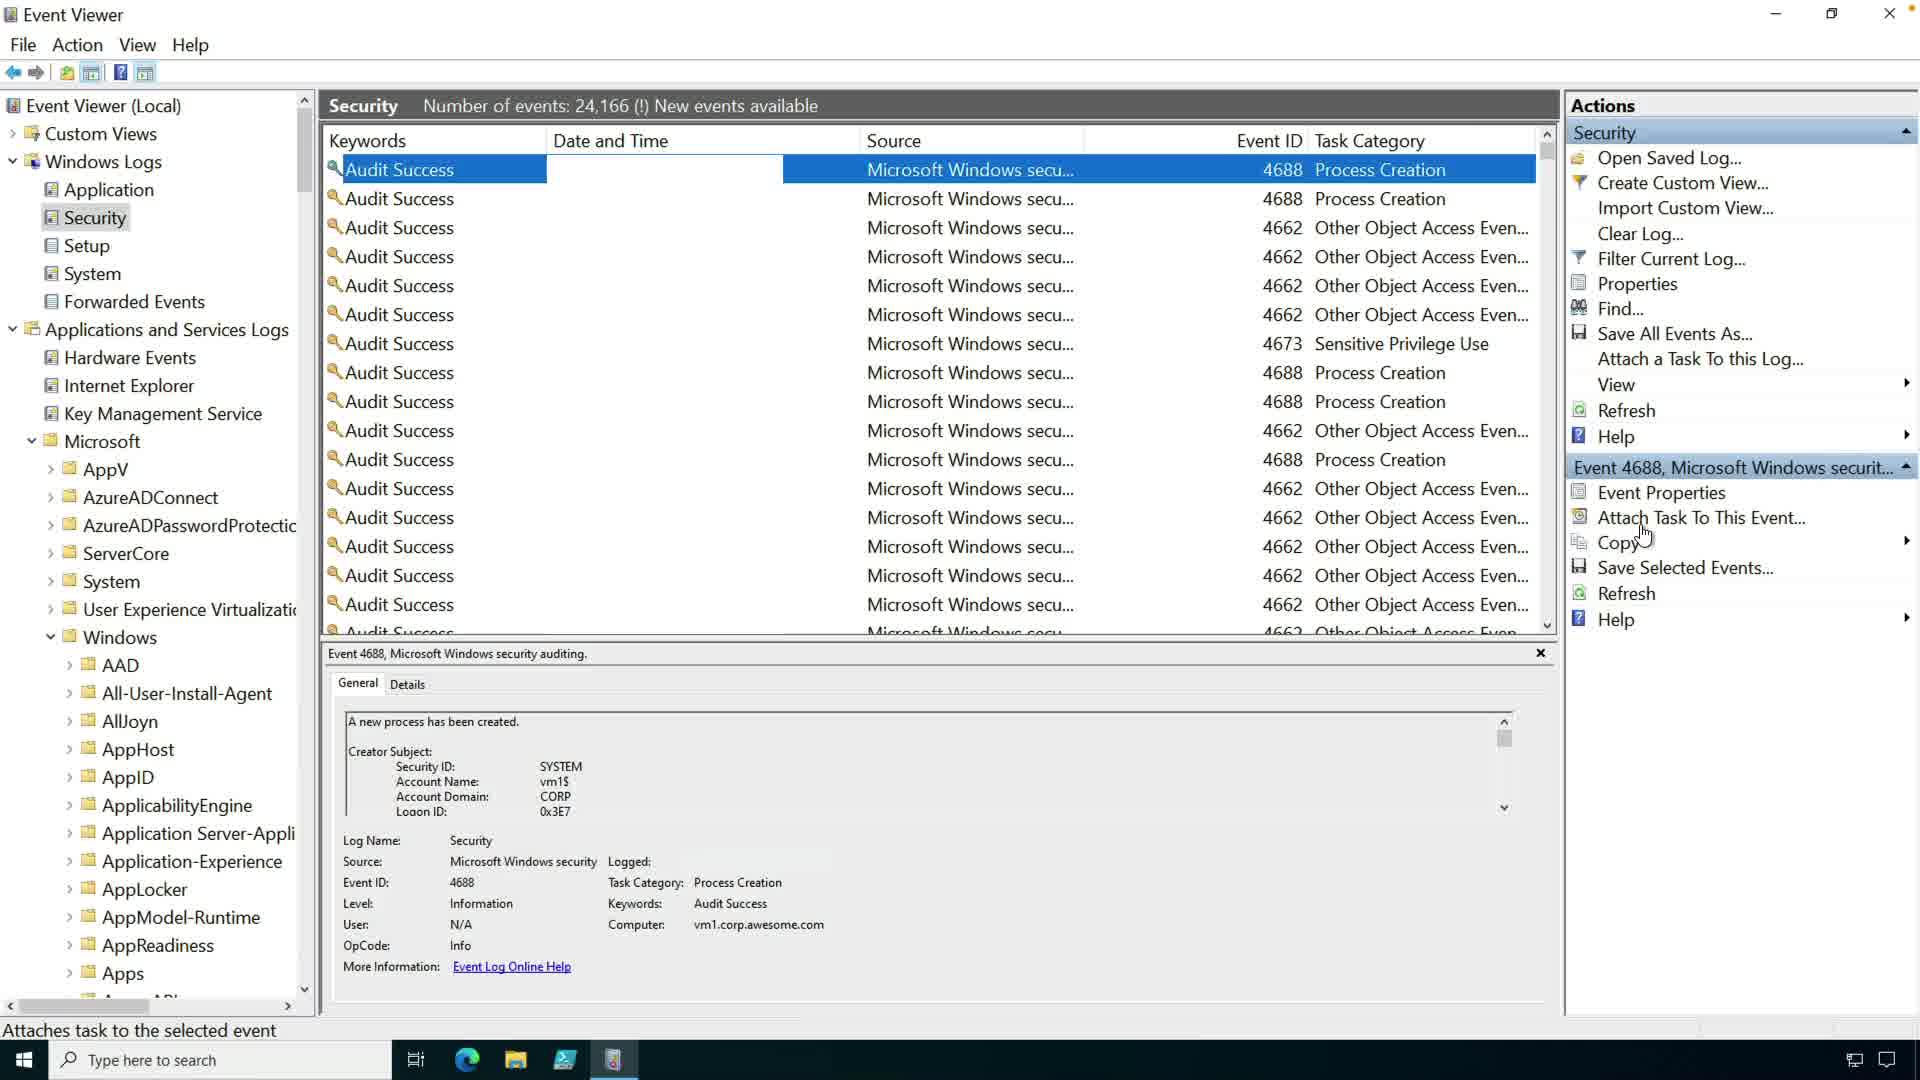 Event Viewer
File Action View Help
Event Viewer (Local)
Custom Views
Windows Logs
Application
Security
Setup
System
Forwarded Events
Applications and Services Logs
Hardware Events
Internet Explorer
Key Management Service
Microsoft
AppV
AzureADConnect
AzureADPasswordProtectic
ServerCore
System
User Experience Virtualizatic
Windows
AAD
All-User-Install-Agent
AllJoyn
AppHost
AppID
ApplicabilityEngine
Application Server-Appli
Application-Experience
AppLocker
AppModel-Runtime
AppReadiness
Apps
Security Number of events: 24,166 (!) New events available
Keywords Date and Time Source Event ID Task Category
Audit Success Microsoft Windows secu... 4688 Process Creation
Audit Success Microsoft Windows secu... 4688 Process Creation
Audit Success Microsoft Windows secu... 4662 Other Object Access Even...
Audit Success Microsoft Windows secu... 4662 Other Object Access Even...
Audit Success Microsoft Windows secu... 4662 Other Object Access Even...
Audit Success Microsoft Windows secu... 4662 Other Object Access Even...
Audit Success Microsoft Windows secu... 4673 Sensitive Privilege Use
Audit Success Microsoft Windows secu... 4688 Process Creation
Audit Success Microsoft Windows secu... 4688 Process Creation
Audit Success Microsoft Windows secu... 4662 Other Object Access Even...
Audit Success Microsoft Windows secu... 4688 Process Creation
Audit Success Microsoft Windows secu... 4662 Other Object Access Even...
Audit Success Microsoft Windows secu... 4662 Other Object Access Even...
Audit Success Microsoft Windows secu... 4662 Other Object Access Even...
Audit Success Microsoft Windows secu... 4662 Other Object Access Even...
Audit Success Microsoft Windows secu... 4662 Other Object Access Even...
Audit Success Microsoft Windows secu... 4662 Other Object Access Even...
Event 4688, Microsoft Windows security auditing.
General Details
A new process has been created.
Creator Subject:
Security ID: SYSTEM
Account Name: vm1$
Account Domain: CORP
Logon ID: 0x3E7
Log Name: Security
Source: Microsoft Windows security Logged:
Event ID: 4688 Task Category: Process Creation
Level: Information Keywords: Audit Success
User: N/A Computer: vm1.corp.awesome.com
OpCode: Info
More Information: Event Log Online Help
Actions
Security
Open Saved Log...
Create Custom View...
Import Custom View...
Clear Log...
Filter Current Log...
Properties
Find...
Save All Events As...
Attach a Task To this Log...
View
Refresh
Help
Event 4688, Microsoft Windows securit...
Event Properties
Attach Task To This Event...
Copy
Save Selected Events...
Refresh
Help
Attaches task to the selected event
Type here to search